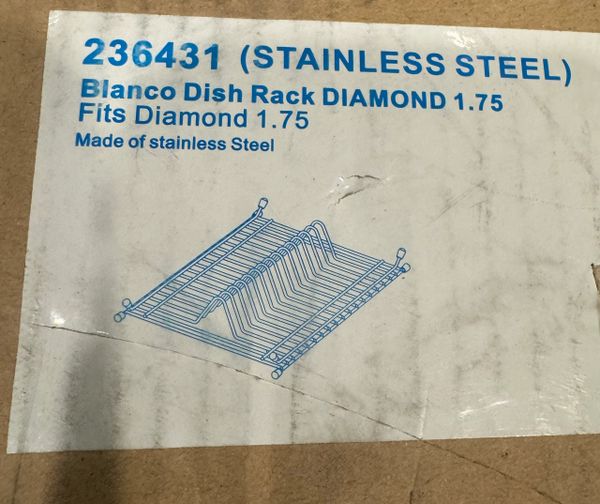 236431 (STAINLESS STEEL)
Blanco Dish Rack DIAMOND 1.75
Fits Diamond 1.75
Made of stainless Steel